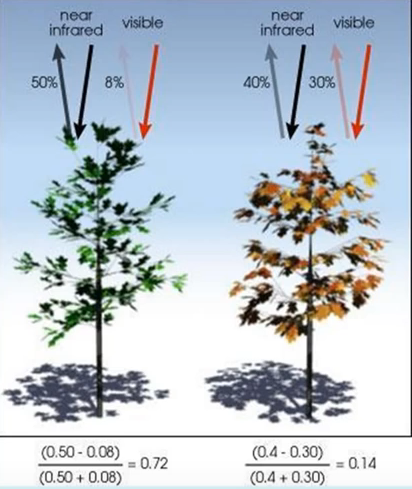 near
infrared
visible
near
infrared
visible
50%
8%
40%
30%
(0.50 - 0.08)
(0.50 + 0.08)
= 0.72
(0.4 - 0.30)
(0.4 + 0.30)
= 0.14